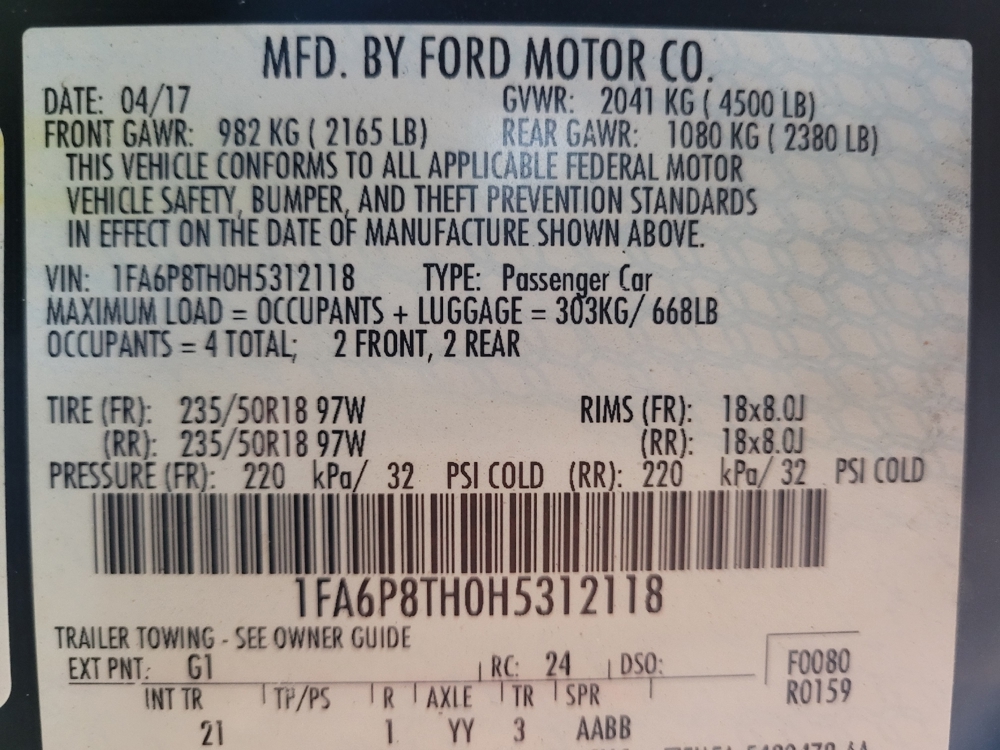 MFD. BY FORD MOTOR CO.
DATE: 04/17 GVWR: 2041 KG ( 4500 LB)
FRONT GAWR: 982 KG ( 2165 LB) REAR GAWR: 1080 KG ( 2380 LB)
THIS VEHICLE CONFORMS TO ALL APPLICABLE FEDERAL MOTOR
VEHICLE SAFETY, BUMPER, AND THEFT PREVENTION STANDARDS
IN EFFECT ON THE DATE OF MANUFACTURE SHOWN ABOVE.
VIN: 1FA6P8TH0H5312118 TYPE: Passenger Car
MAXIMUM LOAD = OCCUPANTS + LUGGAGE = 303KG/ 668LB
OCCUPANTS = 4 TOTAL; 2 FRONT, 2 REAR
TIRE (FR): 235/50R18 97W RIMS (FR): 18x8.0J
(RR): 235/50R18 97W (RR): 18x8.0J
PRESSURE (FR): 220 kPa/ 32 PSI COLD (RR): 220 kPa/ 32 PSI COLD
1FA6P8TH0H5312118
TRAILER TOWING - SEE OWNER GUIDE
EXT PNT: G1 RC: 24 DSO: F0080
R0159
INT TR TP/PS R AXLE TR SPR
21 1 YY 3 AABB